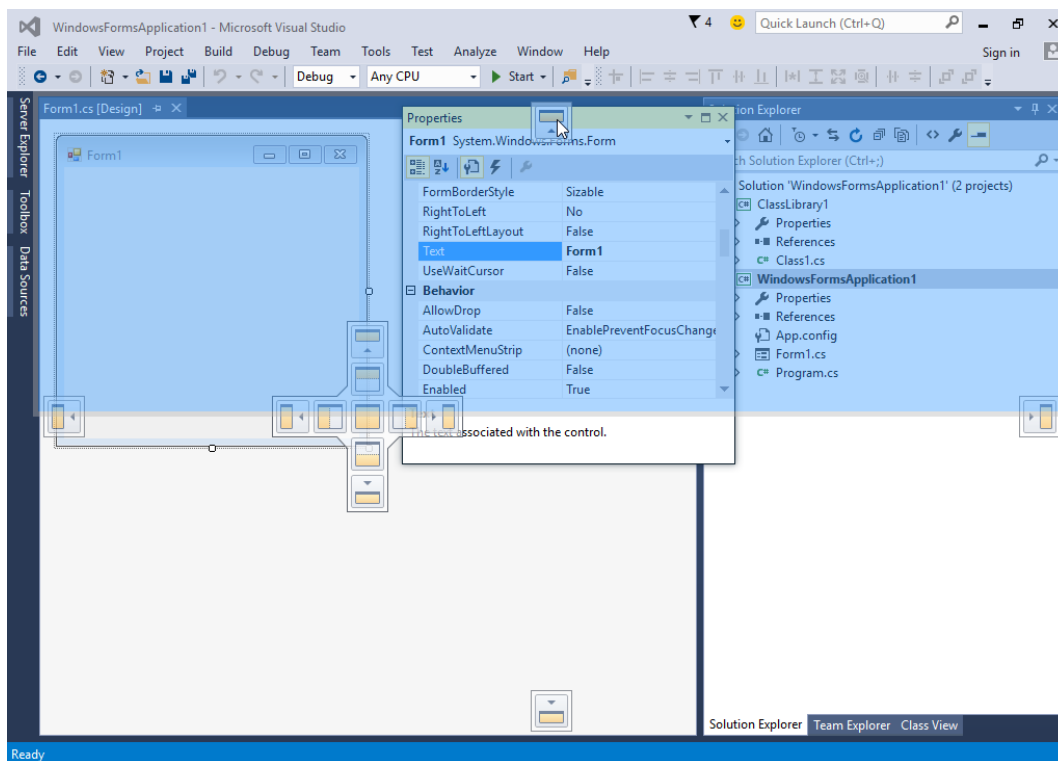 WindowsFormsApplication1 - Microsoft Visual Studio
4
Quick Launch (Ctrl+Q)
File Edit View Project Build Debug Team Tools Test Analyze Window Help
Sign in
Debug Any CPU Start
Server Explorer
Toolbox
Data Sources
Form1.cs [Design]
Form1
Properties
Form1 System.Windows.Forms.Form
FormBorderStyle Sizable
RightToLeft No
RightToLeftLayout False
Text Form1
UseWaitCursor False
Behavior
AllowDrop False
AutoValidate EnablePreventFocusChange
ContextMenuStrip (none)
DoubleBuffered False
Enabled True
The text associated with the control.
ion Explorer
ch Solution Explorer (Ctrl+;)
Solution 'WindowsFormsApplication1' (2 projects)
C# ClassLibrary1
Properties
References
C# Class1.cs
C# WindowsFormsApplication1
Properties
References
App.config
Form1.cs
C# Program.cs
Solution Explorer Team Explorer Class View
Ready